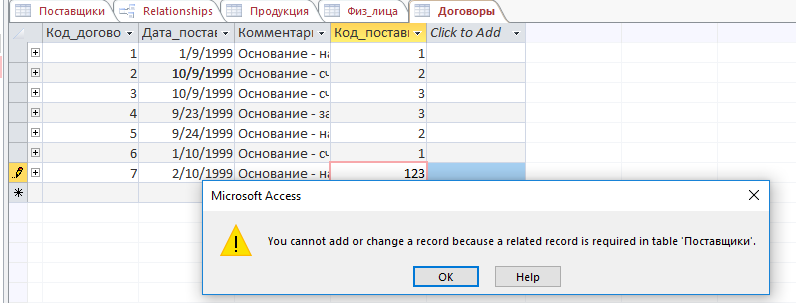 Поставщики Relationships Продукция Физ_лица Договоры
Код_догово Дата_постав Комментари Код_постави Click to Add
1 1/9/1999 Основание - на 1
2 10/9/1999 Основание - сч 2
3 10/9/1999 Основание - сч 3
4 9/23/1999 Основание - за 3
5 9/24/1999 Основание - на 2
6 1/10/1999 Основание - сч 1
7 2/10/1999 Основание - на 123
Microsoft Access
You cannot add or change a record because a related record is required in table 'Поставщики'.
OK Help